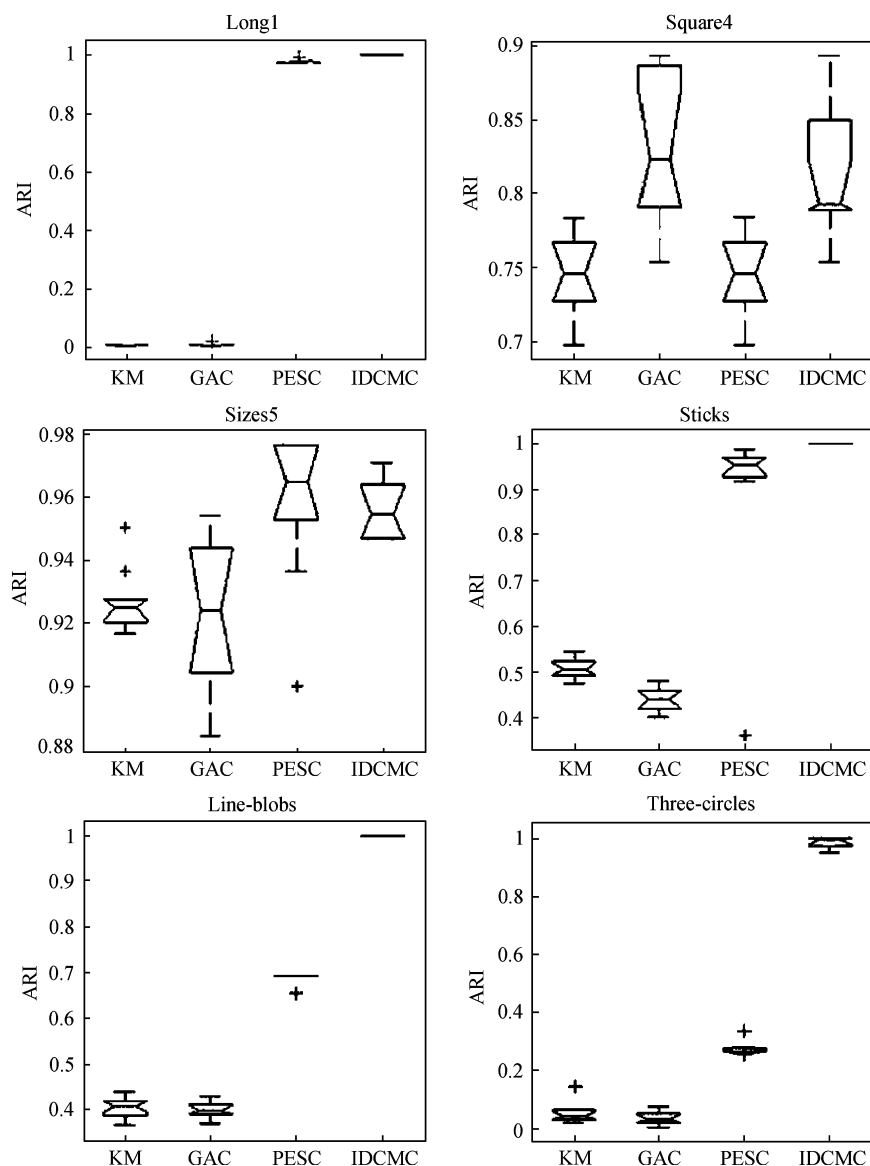 Long1
1
0.8
0.6
0.4
0.2
0
ARI
KM GAC PESC IDCMC
Square4
0.9
0.85
0.8
0.75
0.7
ARI
KM GAC PESC IDCMC
Sizes5
0.98
0.96
0.94
0.92
0.9
0.88
ARI
KM GAC PESC IDCMC
Sticks
1
0.9
0.8
0.7
0.6
0.5
0.4
ARI
KM GAC PESC IDCMC
Line-blobs
1
0.9
0.8
0.7
0.6
0.5
0.4
ARI
KM GAC PESC IDCMC
Three-circles
1
0.8
0.6
0.4
0.2
0
ARI
KM GAC PESC IDCMC